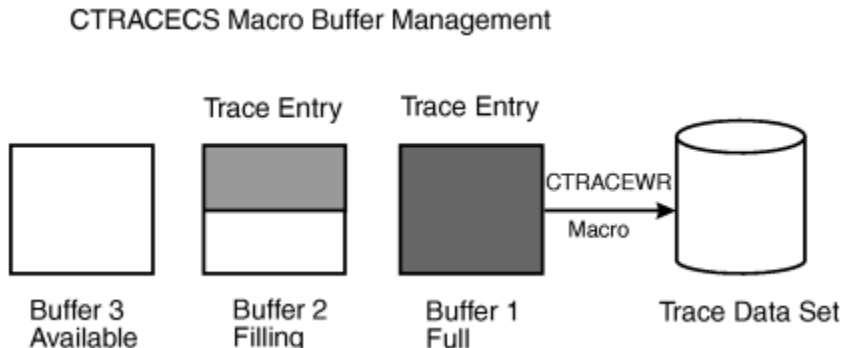 CTRACECS Macro Buffer Management
Trace Entry
Trace Entry
CTRACEWR
Macro
Buffer 3
Available
Buffer 2
Filling
Buffer 1
Full
Trace Data Set